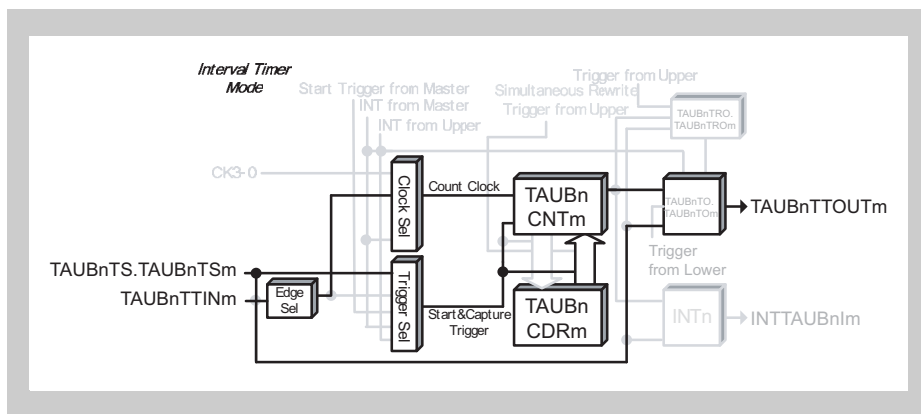 Interval Timer
Mode
Trigger from Upper
Start Trigger from Master
Simultaneous Rewrite
INT from Master
Trigger from Upper
INT from Upper
TAUBnTRO.
TAUBnTROm
CK3-0
Clock Sel
Count Clock
TAUBn
CNTm
TAUBnTO.
TAUBnTOm
TAUBnTTOUTm
Trigger
from Lower
TAUBnTS.TAUBnTSm
TAUBnTTINm
Edge
Sel
Trigger Sel
Start&Capture
Trigger
TAUBn
CDRm
INTn
INTTAUBnIm